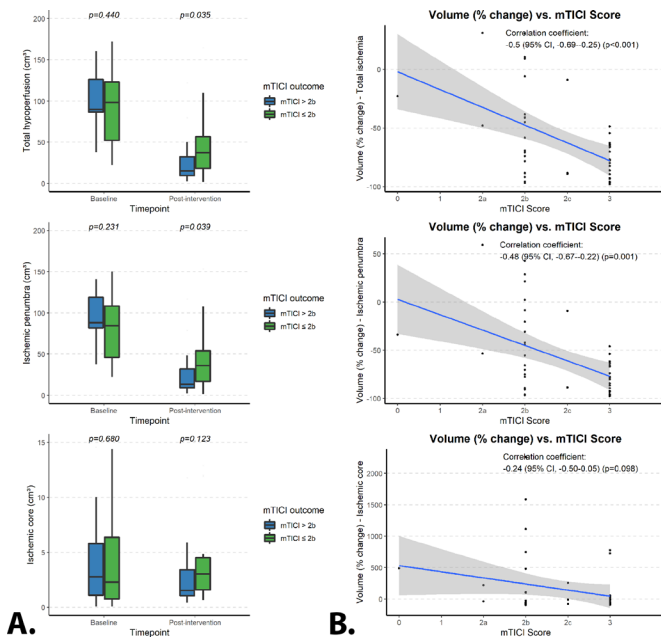 p=0.440
p=0.035
150
100
50
0
Total hypoperfusion (cm³)
Baseline
Post-intervention
Timepoint
mTICI outcome
mTICI > 2b
mTICI ≤ 2b
p=0.231
p=0.039
200
150
100
50
0
Ischemic penumbra (cm³)
Baseline
Post-intervention
Timepoint
mTICI outcome
mTICI > 2b
mTICI ≤ 2b
p=0.680
p=0.123
15
10
5
0
Ischemic core (cm³)
Baseline
Post-intervention
Timepoint
mTICI outcome
mTICI > 2b
mTICI ≤ 2b
A.
Volume (% change) vs. mTICI Score
Correlation coefficient:
-0.5 (95% CI, -0.69--0.25) (p<0.001)
0
-50
-100
Volume (% change) - Total ischemia
0 1 2a 2b 2c 3
mTICI Score
Volume (% change) vs. mTICI Score
Correlation coefficient:
-0.48 (95% CI, -0.67--0.22) (p=0.001)
50
0
-50
-100
Volume (% change) - Ischemic penumbra
0 1 2a 2b 2c 3
mTICI Score
Volume (% change) vs. mTICI Score
Correlation coefficient:
-0.24 (95% CI, -0.50-0.05) (p=0.098)
2000
1500
1000
500
0
Volume (% change) - Ischemic core
0 1 2a 2b 2c 3
mTICI Score
B.